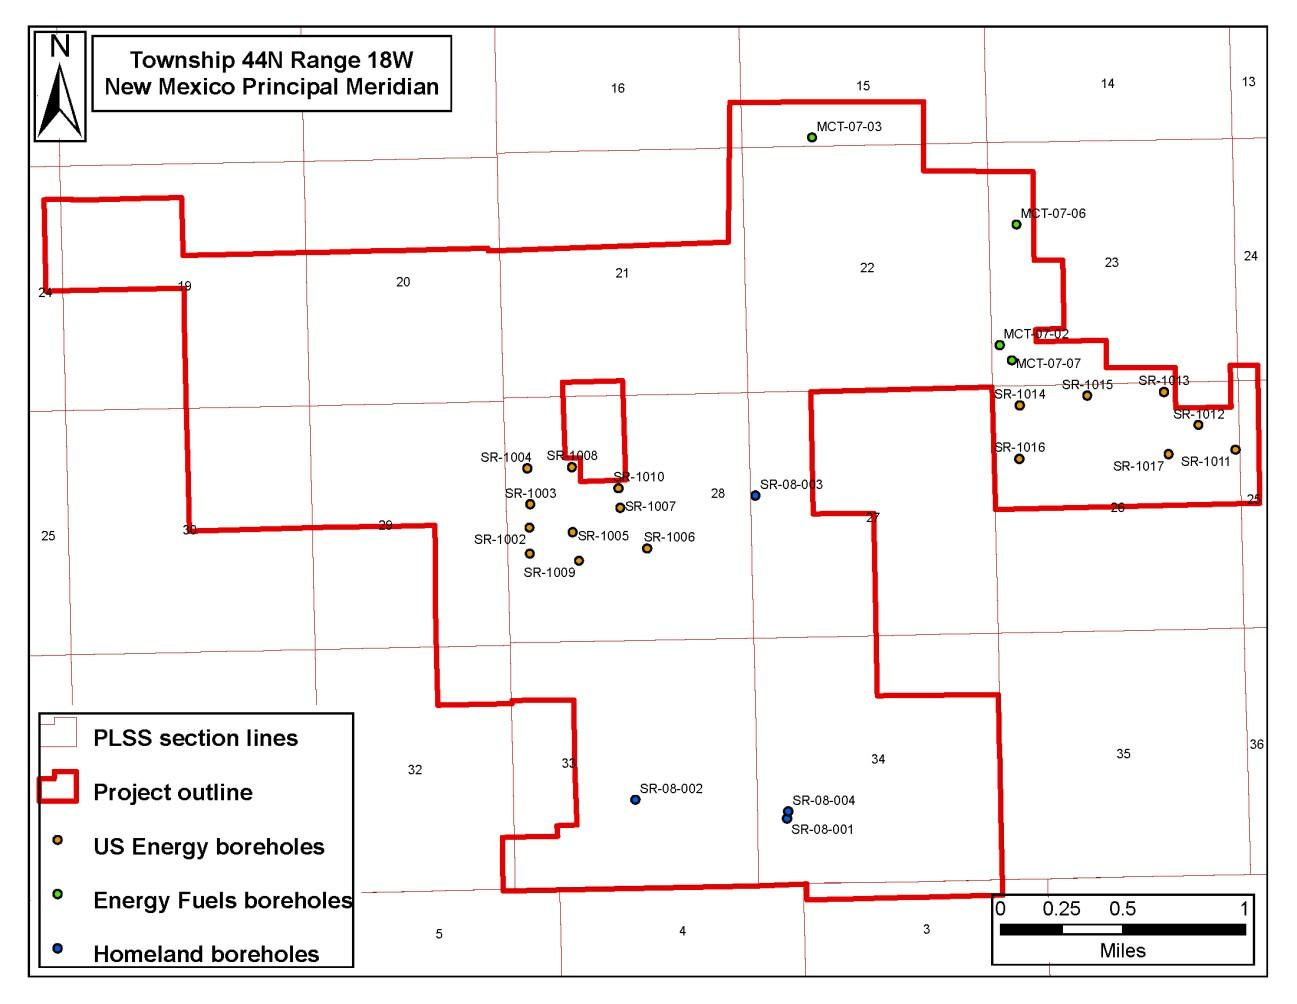 N
Township 44N Range 18W
New Mexico Principal Meridian
16
15
14
13
MCT-07-03
MCT-07-06
24
19
20
21
22
23
24
MCT-07-02
MCT-07-07
SR-1014
SR-1015
SR-1013
SR-1012
SR-1016
SR-1017
SR-1011
SR-1004
SR-1008
SR-1010
SR-1003
SR-1007
28
SR-08-003
SR-1002
SR-1005
SR-1006
SR-1009
25
30
29
27
26
25
32
33
34
35
36
SR-08-002
SR-08-004
SR-08-001
5
4
3
PLSS section lines
Project outline
US Energy boreholes
Energy Fuels boreholes
Homeland boreholes
0 0.25 0.5 1
Miles